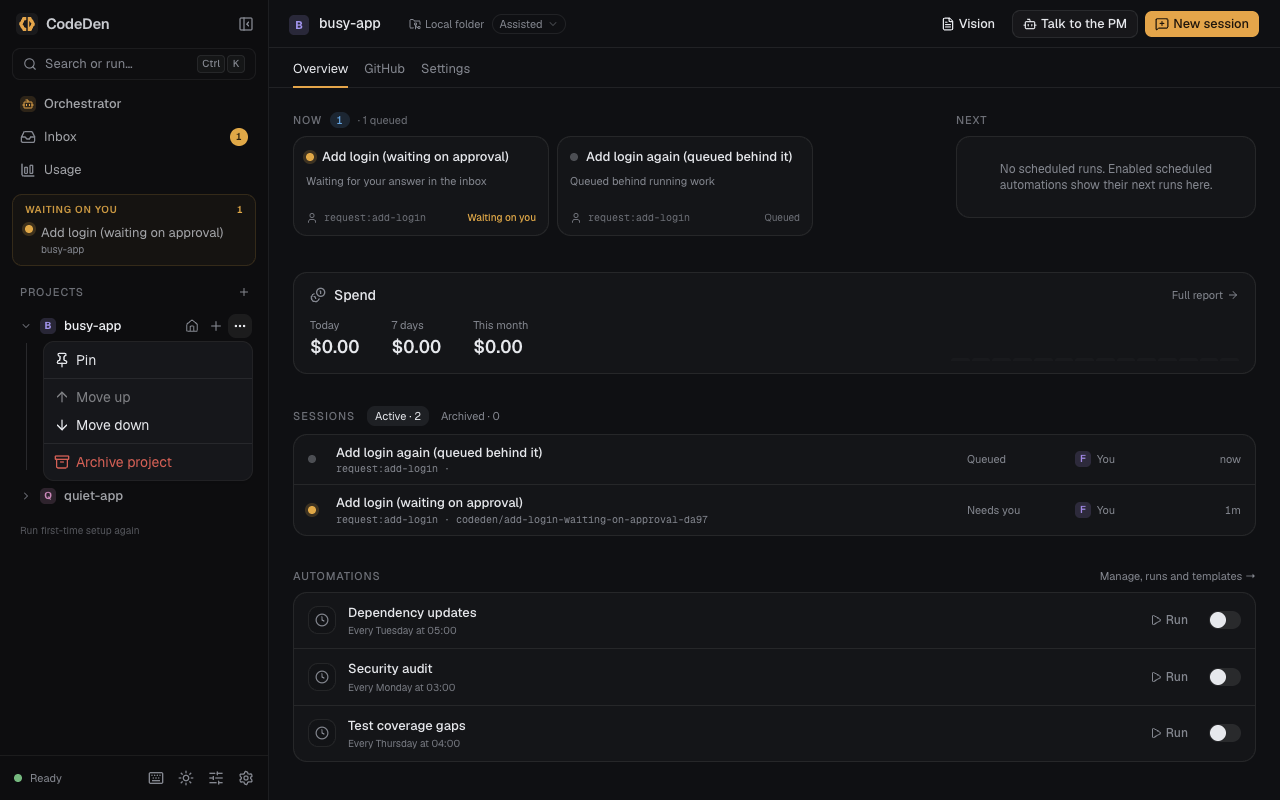 CodeDen
Search or run… Ctrl K
Orchestrator
Inbox 1
Usage
WAITING ON YOU 1
Add login (waiting on approval)
busy-app
PROJECTS
B busy-app
Pin
Move up
Move down
Archive project
Q quiet-app
Run first-time setup again
Ready
B busy-app Local folder Assisted
Vision Talk to the PM New session
Overview GitHub Settings
NOW 1 · 1 queued
Add login (waiting on approval)
Waiting for your answer in the inbox
request:add-login Waiting on you
Add login again (queued behind it)
Queued behind running work
request:add-login Queued
NEXT
No scheduled runs. Enabled scheduled
automations show their next runs here.
Spend Full report →
Today 7 days This month
$0.00 $0.00 $0.00
SESSIONS Active · 2 Archived · 0
Add login again (queued behind it)
request:add-login ·
Queued F You now
Add login (waiting on approval)
request:add-login · codeden/add-login-waiting-on-approval-da97
Needs you F You 1m
AUTOMATIONS Manage, runs and templates →
Dependency updates
Every Tuesday at 05:00
Run
Security audit
Every Monday at 03:00
Run
Test coverage gaps
Every Thursday at 04:00
Run